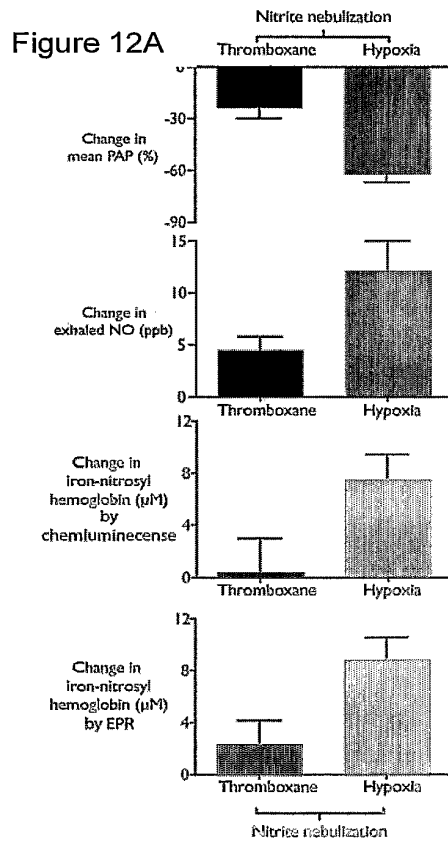 Figure 12A
Nitrite nebulization
Thromboxane Hypoxia
0
-30
-60
-90
Change in
mean PAP (%)
15
10
5
0
Change in
exhaled NO (ppb)
Thromboxane Hypoxia
12
8
4
0
Change in
iron-nitrosyl
hemoglobin (μM)
by
chemluminecense
Thromboxane Hypoxia
12
8
4
0
Change in
iron-nitrosyl
hemoglobin (μM)
by EPR
Thromboxane Hypoxia
Nitrite nebulization